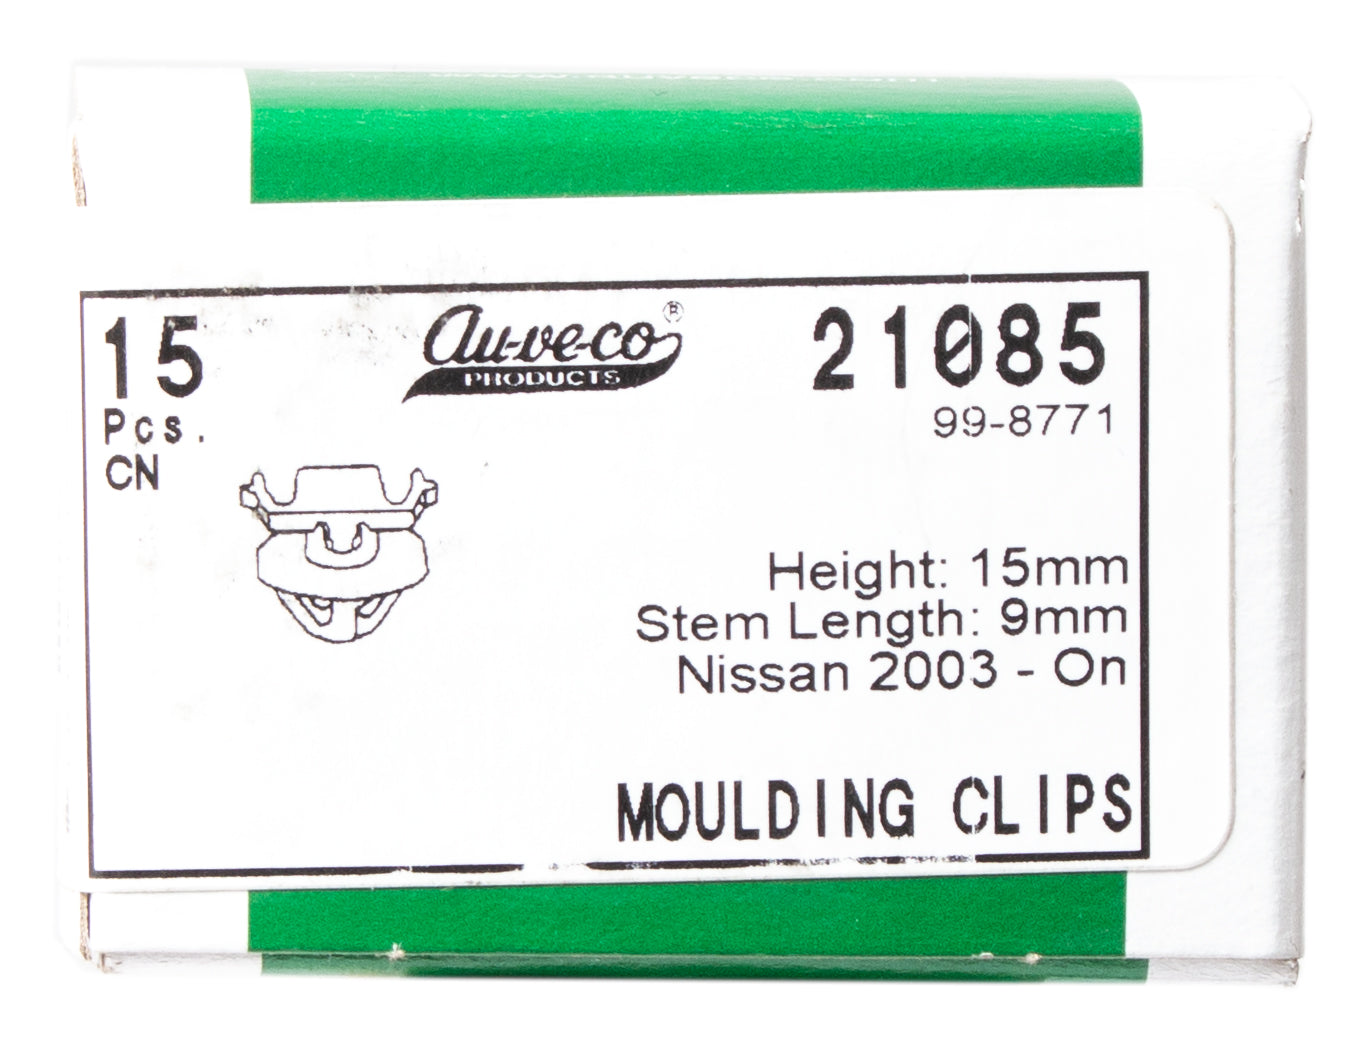 15
Pcs.
CN
Au-ve-co®
PRODUCTS
21085
99-8771
Height: 15mm
Stem Length: 9mm
Nissan 2003 - On
MOULDING CLIPS